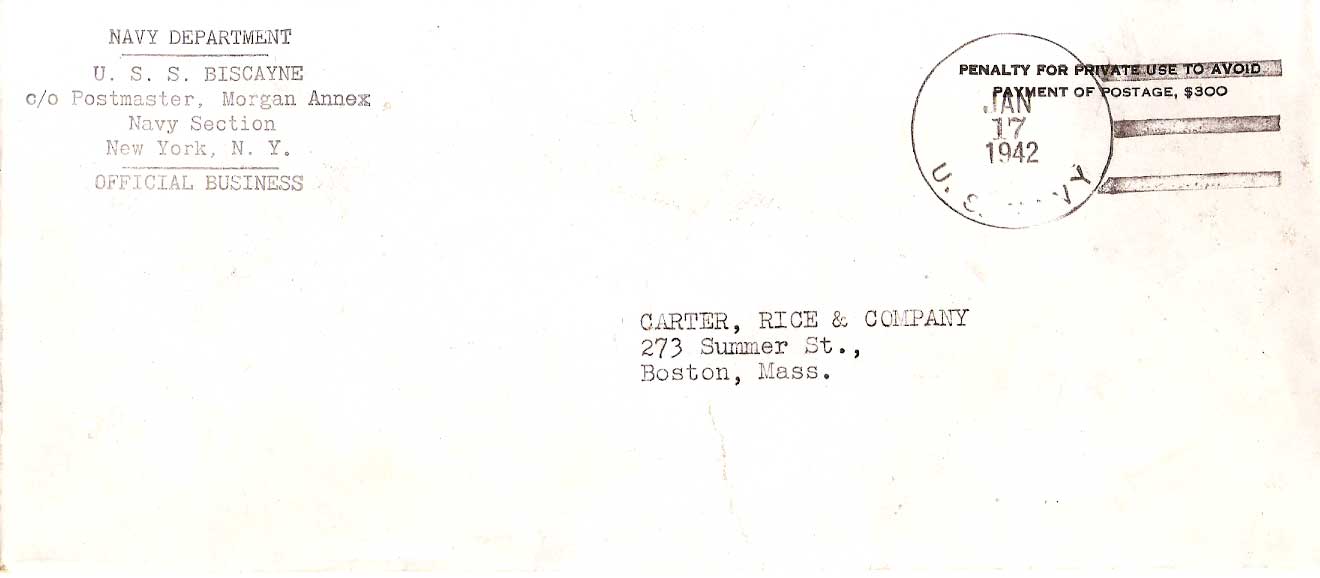 NAVY DEPARTMENT
U. S. S. BISCAYNE
c/o Postmaster, Morgan Annex
Navy Section
New York, N. Y.
OFFICIAL BUSINESS
PENALTY FOR PRIVATE USE TO AVOID
PAYMENT OF POSTAGE, $300
JAN
17
1942
U. S. NAVY
CARTER, RICE & COMPANY
273 Summer St.,
Boston, Mass.